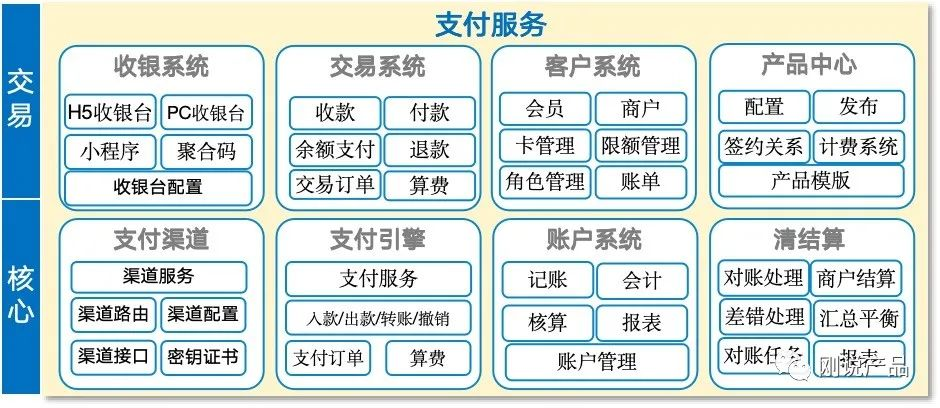 支付服务
交易
收银系统
H5收银台 PC收银台
小程序 聚合码
收银台配置
交易系统
收款 付款
余额支付 退款
交易订单 算费
客户系统
会员 商户
卡管理 限额管理
角色管理 账单
产品中心
配置 发布
签约关系 计费系统
产品模版
核心
支付渠道
渠道服务
渠道路由 渠道配置
渠道接口 密钥证书
支付引擎
支付服务
入款/出款/转账/撤销
支付订单 算费
账户系统
记账 会计
核算 报表
账户管理
清结算
对账处理 商户结算
差错处理 汇总平衡
对账任务 报表
刚说产品